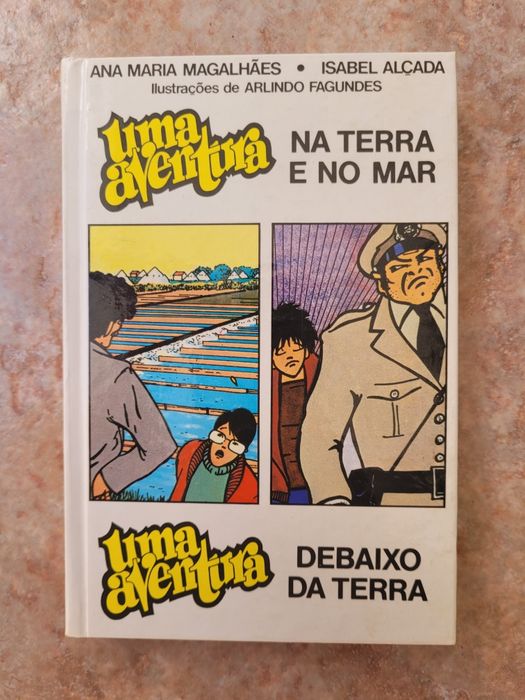 ANA MARIA MAGALHÃES • ISABEL ALÇADA
Ilustrações de ARLINDO FAGUNDES
uma
aventura
NA TERRA
E NO MAR
uma
aventura
DEBAIXO
DA TERRA